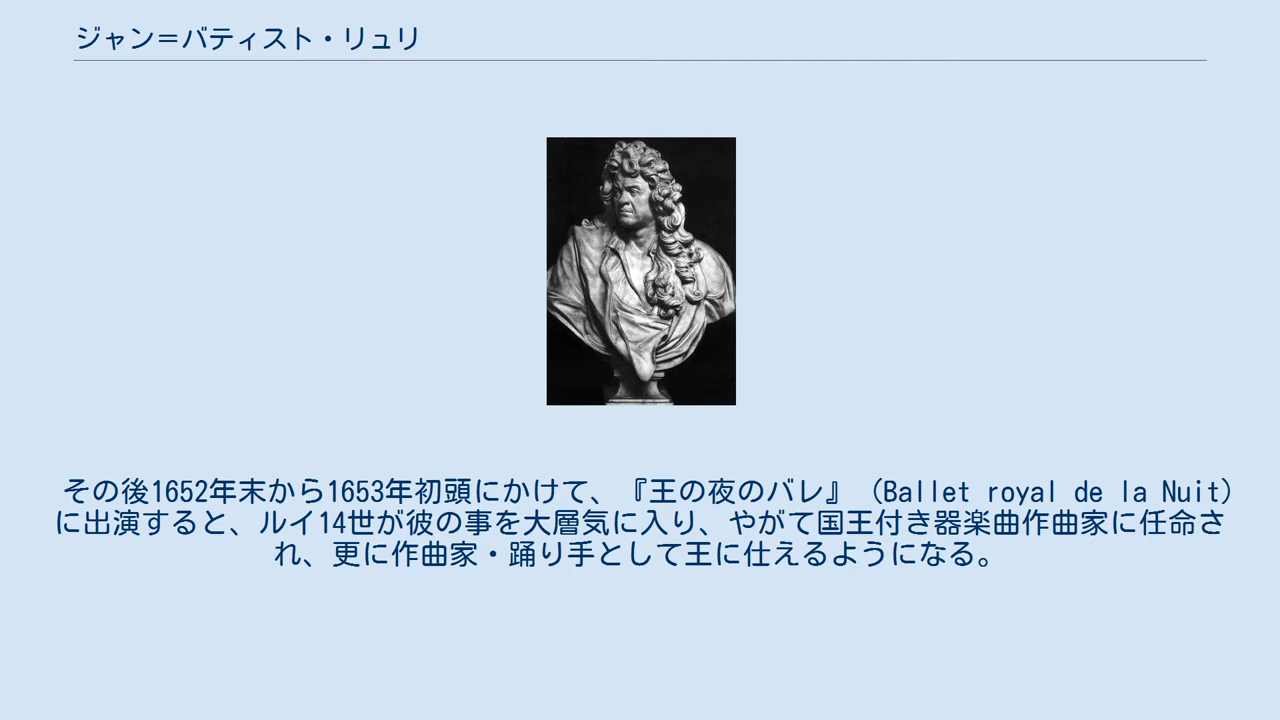 ジャン＝バティスト・リュリ
その後1652年末から1653年初頭にかけて、『王の夜のバレ』（Ballet royal de la Nuit）
に出演すると、ルイ14世が彼の事を大層気に入り、やがて国王付き器楽曲作曲家に任命さ
れ、更に作曲家・踊り手として王に仕えるようになる。